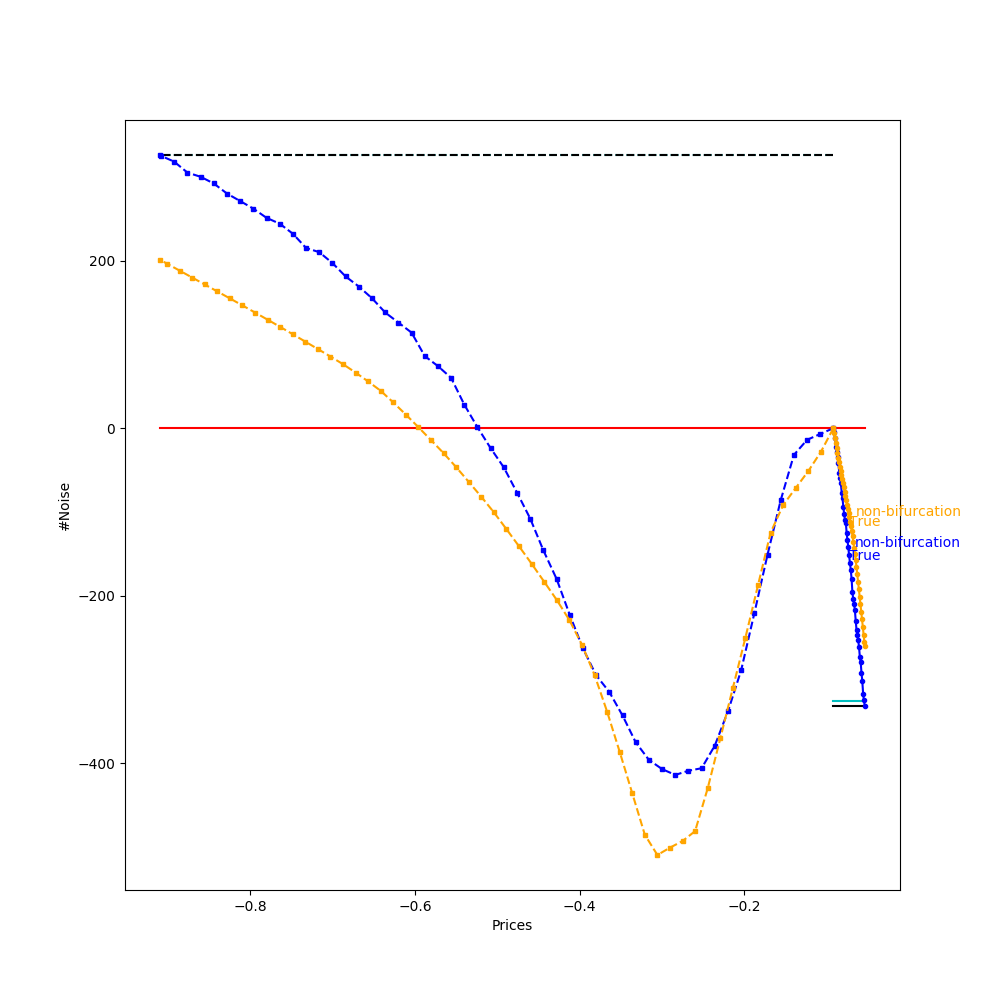 200
0
−200
−400
#Noise
non-bifurcation
True
non-bifurcation
True
−0.8
−0.6
−0.4
−0.2
Prices